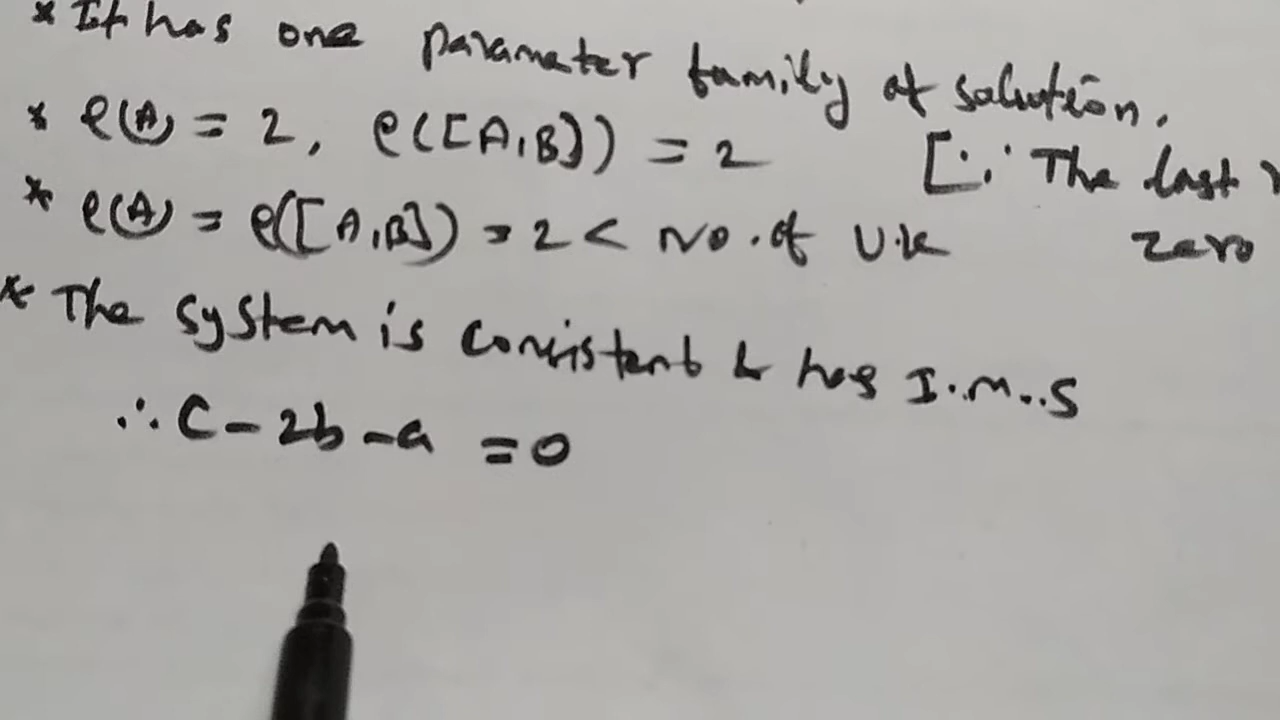 * It has one parameter family of solution.
* ρ(A) = 2, ρ([A,B]) = 2 [∵ The last
* ρ(A) = ρ([A,B]) = 2 < No. of U.k zero
* The system is consistent & has I.M.S
∴ C - 2b - a = 0